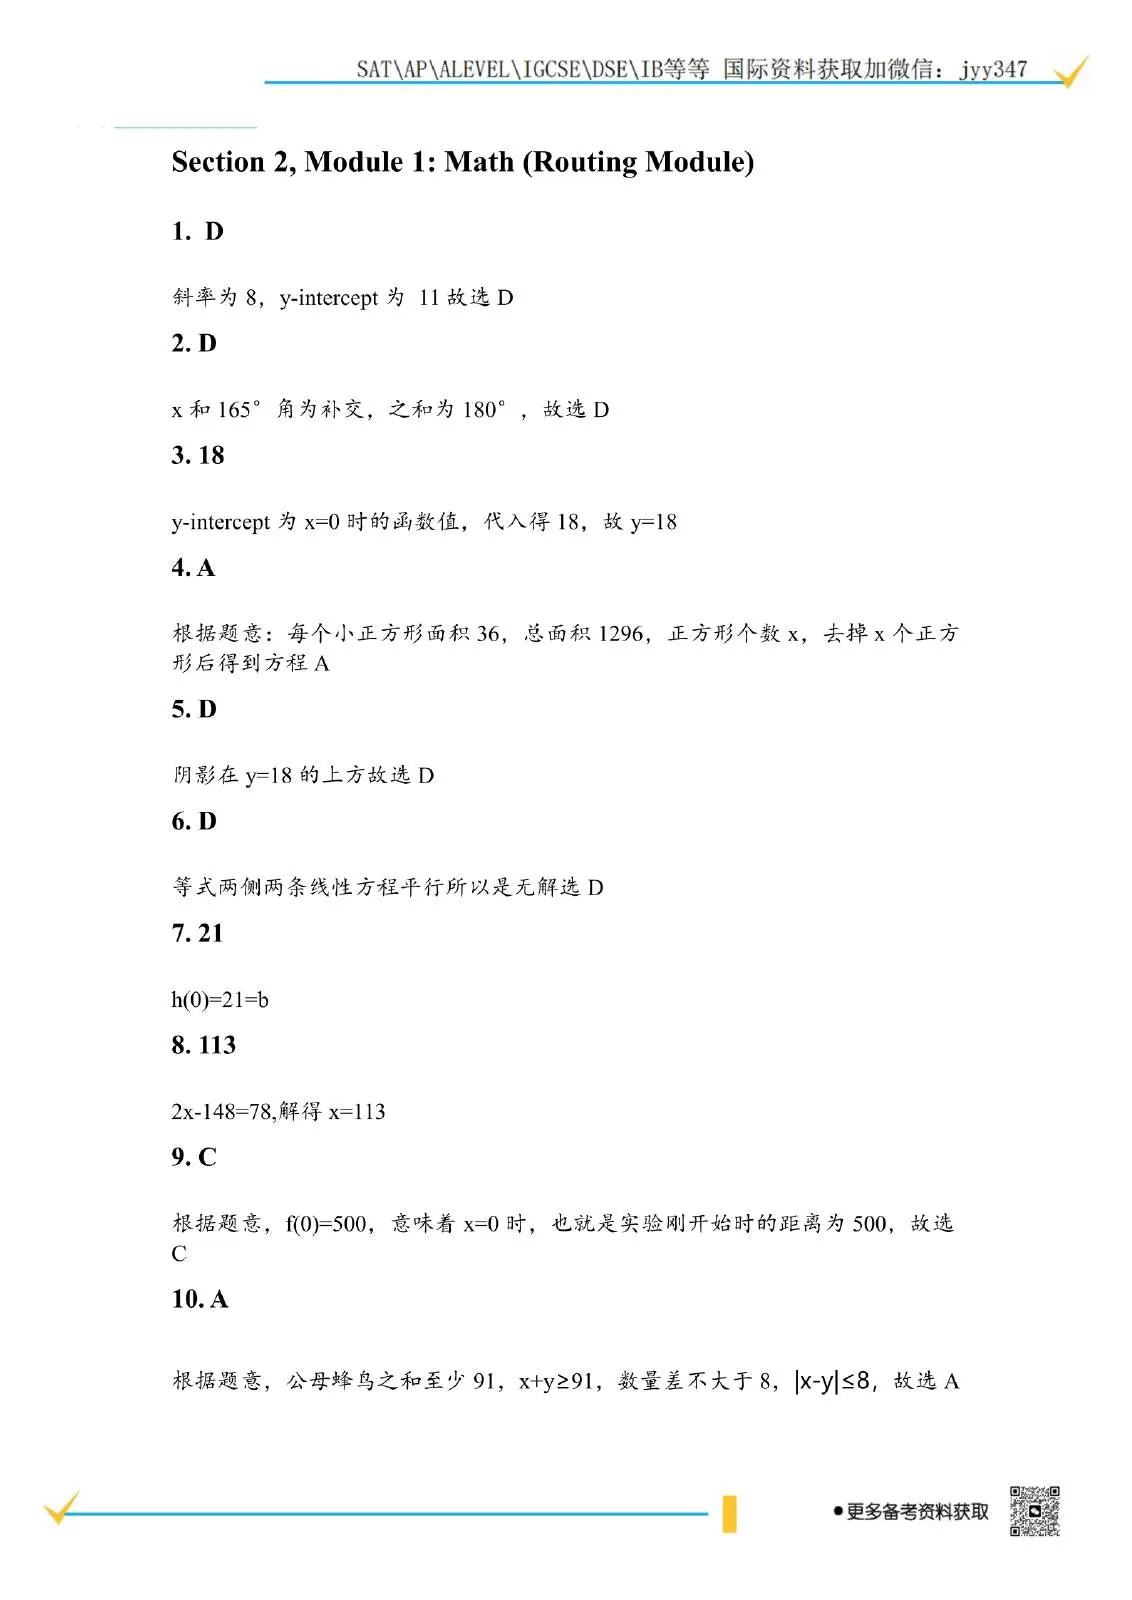 SAT\AP\ALEVEL\IGCSE\DSE\IB等等 国际资料获取加微信：jyy347
Section 2, Module 1: Math (Routing Module)
1. D
斜率为 8，y-intercept 为 11 故选 D
2. D
x 和 165° 角为补交，之和为 180° ，故选 D
3. 18
y-intercept 为 x=0 时的函数值，代入得 18，故 y=18
4. A
根据题意：每个小正方形面积 36，总面积 1296，正方形个数 x，去掉 x 个正方
形后得到方程 A
5. D
阴影在 y=18 的上方故选 D
6. D
等式两侧两条线性方程平行所以是无解选 D
7. 21
h(0)=21=b
8. 113
2x-148=78,解得 x=113
9. C
根据题意，f(0)=500，意味着 x=0 时，也就是实验刚开始时的距离为 500，故选
C
10. A
根据题意，公母蜂鸟之和至少 91，x+y≥91，数量差不大于 8，|x-y|≤8，故选 A
●更多备考资料获取